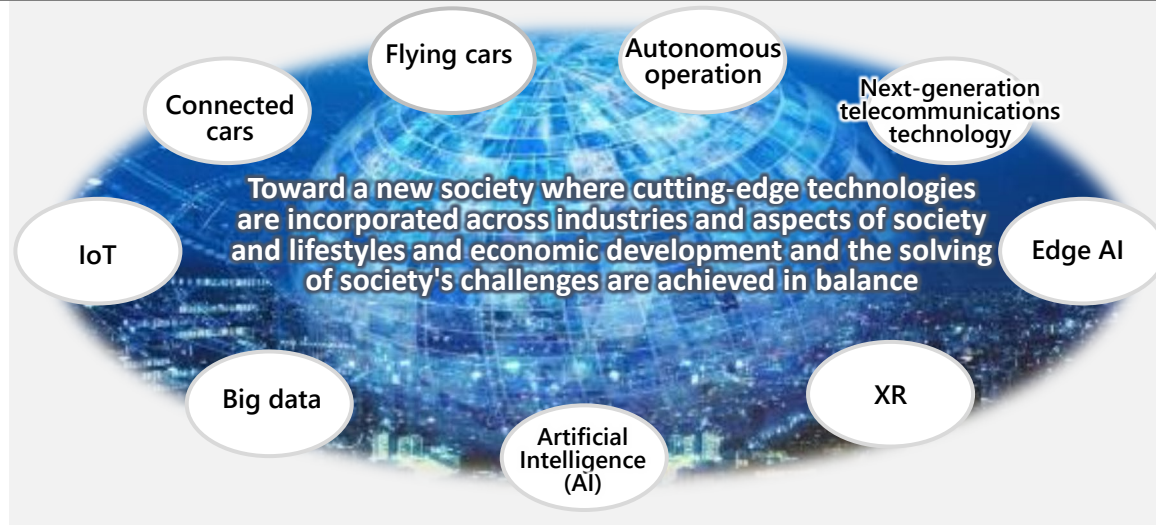 Flying cars
Autonomous
operation
Connected
cars
Next-generation
telecommunications
technology
Toward a new society where cutting-edge technologies
are incorporated across industries and aspects of society
and lifestyles and economic development and the solving
of society's challenges are achieved in balance
IoT
Edge AI
Big data
XR
Artificial
Intelligence
(AI)